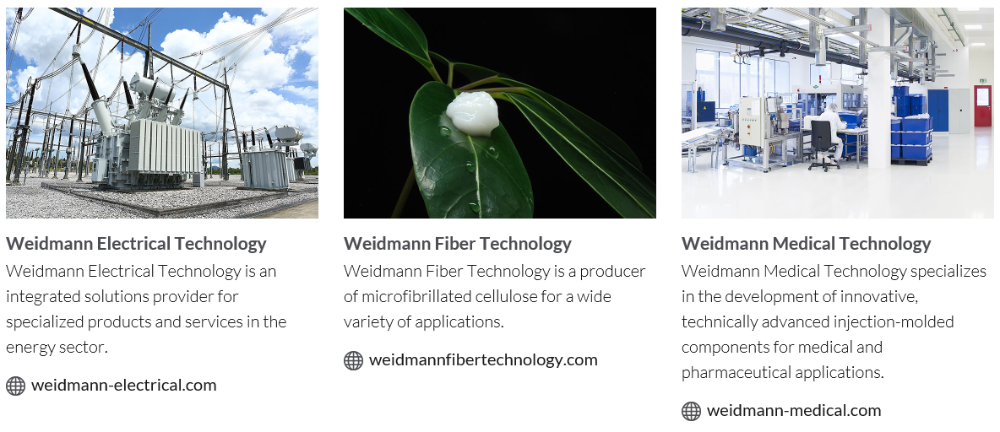 Weidmann Electrical Technology
Weidmann Electrical Technology is an
integrated solutions provider for
specialized products and services in the
energy sector.
weidmann-electrical.com
Weidmann Fiber Technology
Weidmann Fiber Technology is a producer
of microfibrillated cellulose for a wide
variety of applications.
weidmannfibertechnology.com
Weidmann Medical Technology
Weidmann Medical Technology specializes
in the development of innovative,
technically advanced injection-molded
components for medical and
pharmaceutical applications.
weidmann-medical.com